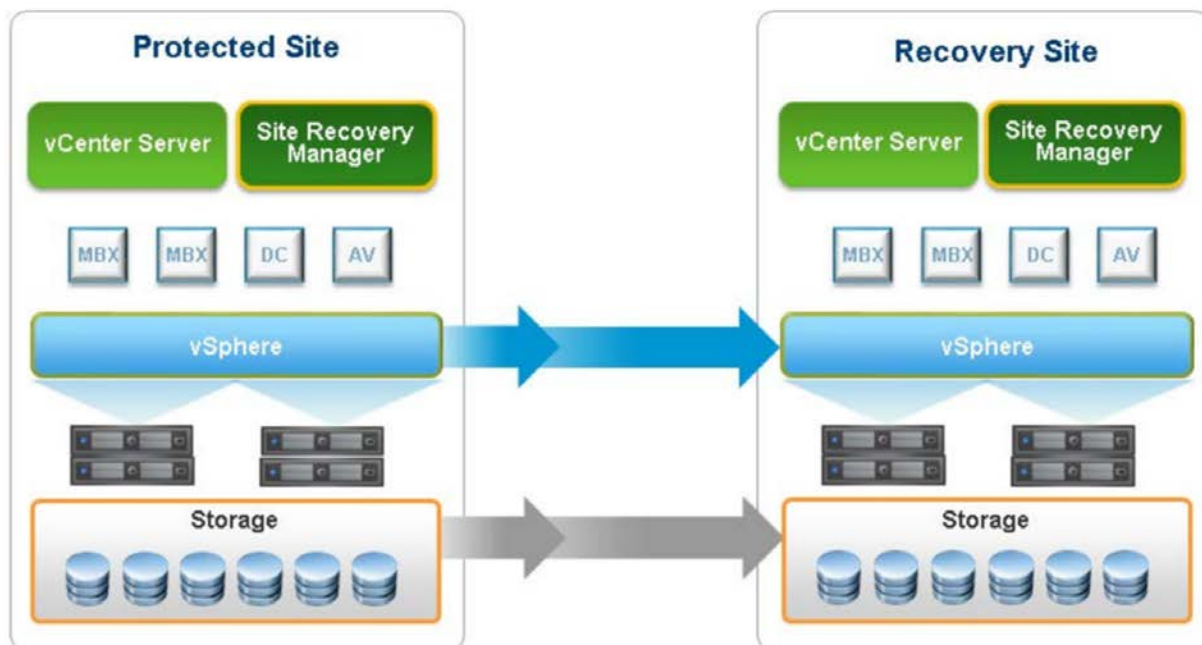 Protected Site
vCenter Server
Site Recovery
Manager
MBX
MBX
DC
AV
vSphere
Storage
Recovery Site
vCenter Server
Site Recovery
Manager
MBX
MBX
DC
AV
vSphere
Storage